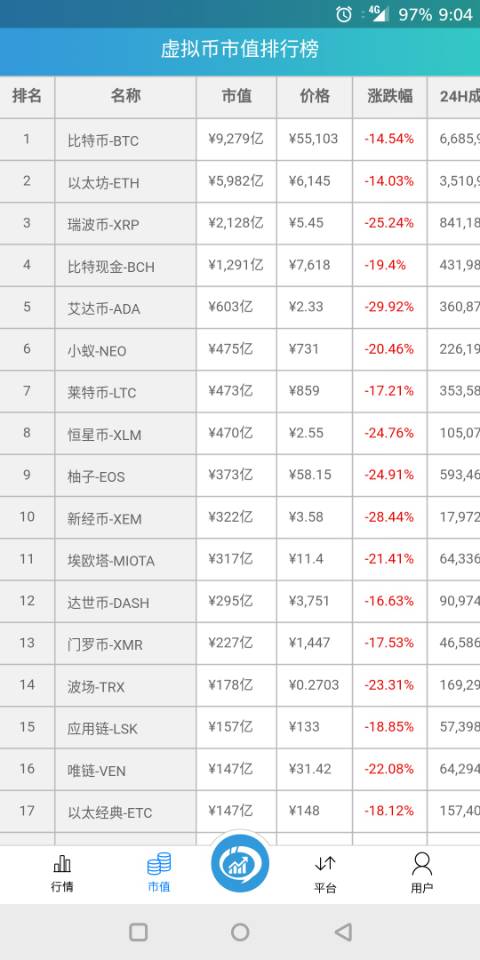 4G 97% 9:04
虚拟币市值排行榜
排名 名称 市值 价格 涨跌幅 24H成
1 比特币-BTC ¥9,279亿 ¥55,103 -14.54% 6,685,9
2 以太坊-ETH ¥5,982亿 ¥6,145 -14.03% 3,510,9
3 瑞波币-XRP ¥2,128亿 ¥5.45 -25.24% 841,18
4 比特现金-BCH ¥1,291亿 ¥7,618 -19.4% 431,98
5 艾达币-ADA ¥603亿 ¥2.33 -29.92% 360,87
6 小蚁-NEO ¥475亿 ¥731 -20.46% 226,19
7 莱特币-LTC ¥473亿 ¥859 -17.21% 353,58
8 恒星币-XLM ¥470亿 ¥2.55 -24.76% 105,07
9 柚子-EOS ¥373亿 ¥58.15 -24.91% 593,46
10 新经币-XEM ¥322亿 ¥3.58 -28.44% 17,972
11 埃欧塔-MIOTA ¥317亿 ¥11.4 -21.41% 64,336
12 达世币-DASH ¥295亿 ¥3,751 -16.63% 90,974
13 门罗币-XMR ¥227亿 ¥1,447 -17.53% 46,586
14 波场-TRX ¥178亿 ¥0.2703 -23.31% 169,29
15 应用链-LSK ¥157亿 ¥133 -18.85% 57,398
16 唯链-VEN ¥147亿 ¥31.42 -22.08% 64,294
17 以太经典-ETC ¥147亿 ¥148 -18.12% 157,40
行情 市值 平台 用户